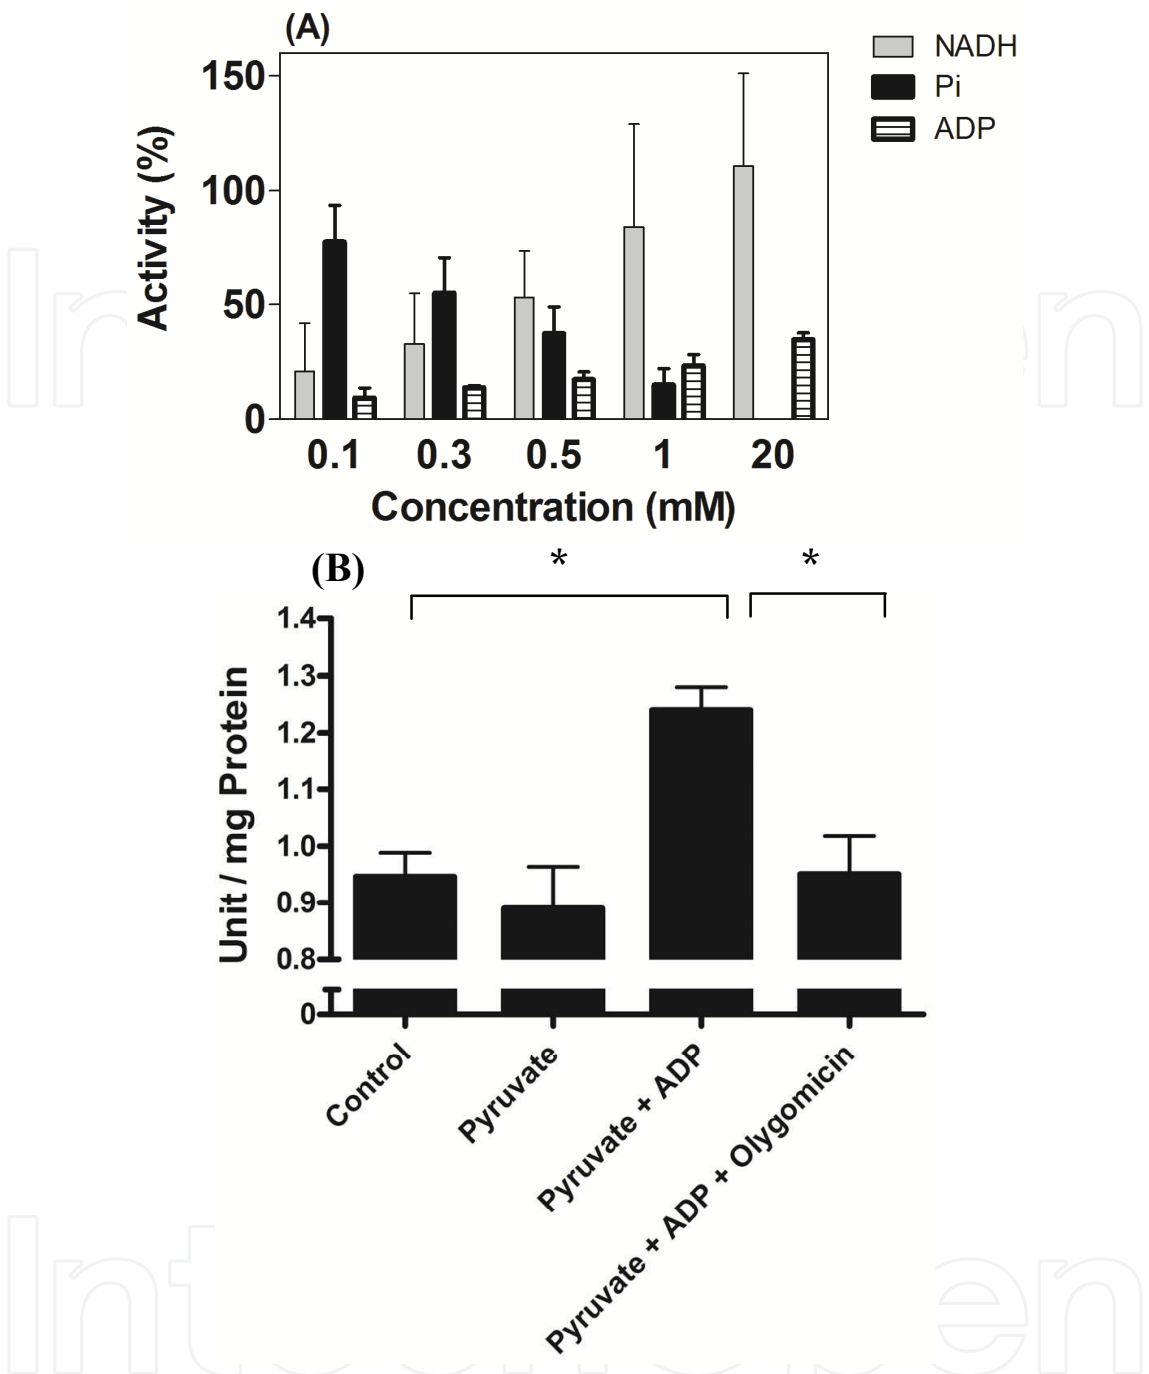 (A)
NADH
Pi
ADP
Activity (%)
150
100
50
0
0.1 0.3 0.5 1 20
Concentration (mM)
(B)
* *
Unit / mg Protein
1.4
1.3
1.2
1.1
1.0
0.9
0.8
0
Control
Pyruvate
Pyruvate + ADP
Pyruvate + ADP + Olygomicin